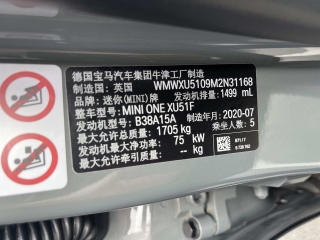 德国宝马汽车集团牛津工厂制造
制造国：英国 WMWXU5109M2N31168
品牌：迷你(MINI)牌 发动机排量：1499 mL
整车型号：MINI ONE XU51F
发动机型号：B38A15A 制造年月：2020-07
最大允许总质量：1705 kg 乘坐人数：5
发动机最大净功率：75 kW
最大允许牵引质量：-- kg